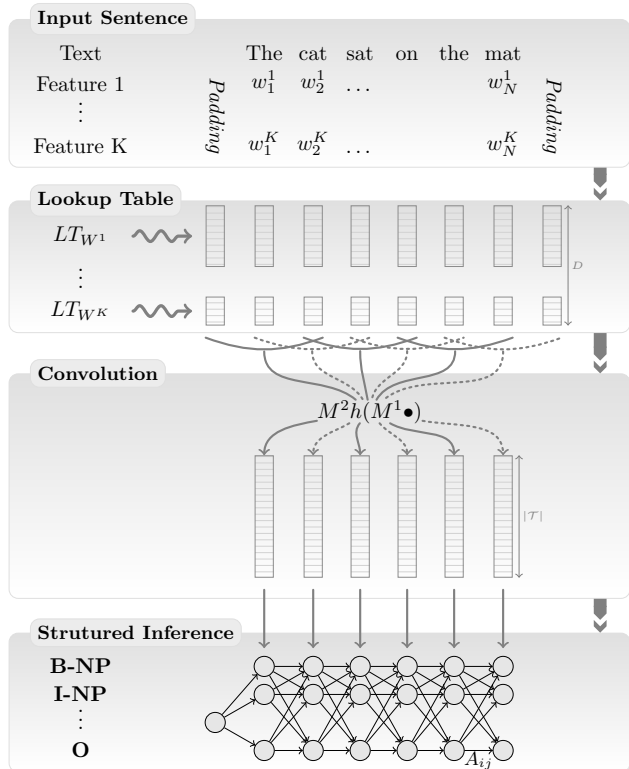 Input Sentence
Text The cat sat on the mat
Feature 1 Padding w_1^1 w_2^1 ... w_N^1 Padding
⋮
Feature K w_1^K w_2^K ... w_N^K
Lookup Table
LT_{W^1}
D
⋮
LT_{W^K}
Convolution
M^2h(M^1●)
|𝒯|
Strutured Inference
B-NP
I-NP
⋮
O
A_{ij}